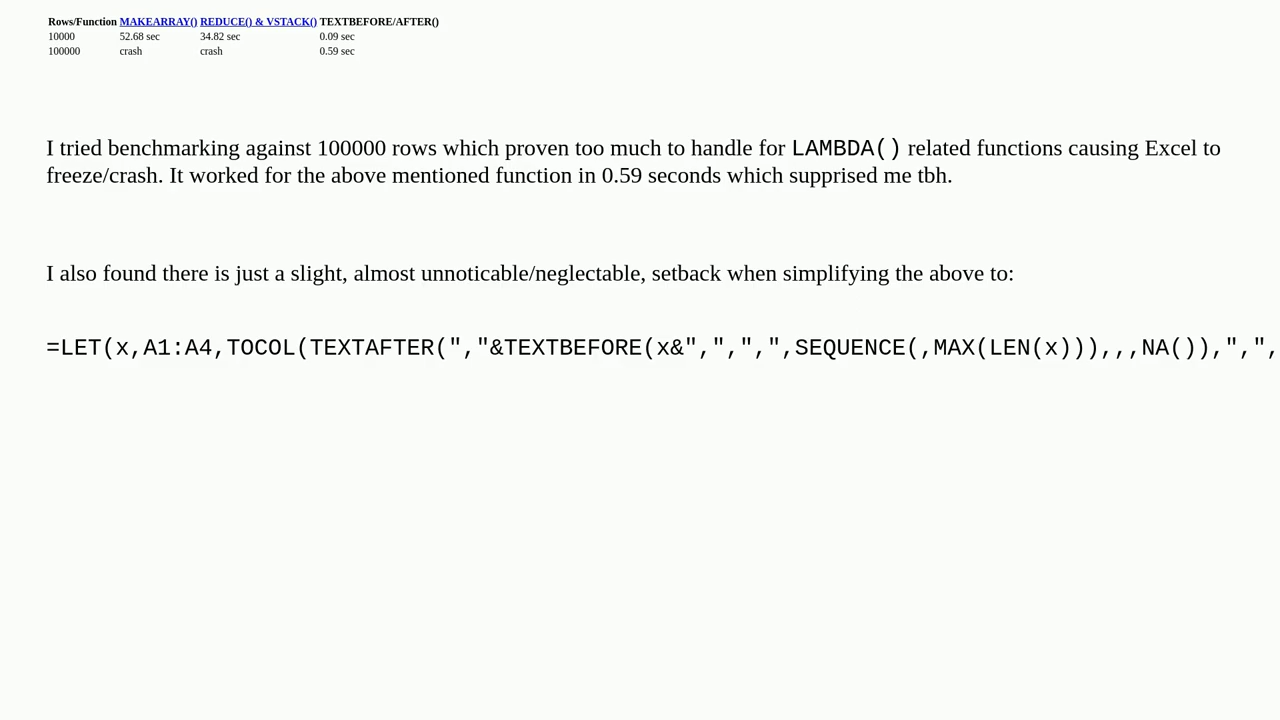 Rows/Function MAKEARRAY() REDUCE() & VSTACK() TEXTBEFORE/AFTER()
10000 52.68 sec 34.82 sec 0.09 sec
100000 crash crash 0.59 sec
I tried benchmarking against 100000 rows which proven too much to handle for LAMBDA() related functions causing Excel to
freeze/crash. It worked for the above mentioned function in 0.59 seconds which supprised me tbh.
I also found there is just a slight, almost unnoticable/neglectable, setback when simplifying the above to:
=LET(x,A1:A4,TOCOL(TEXTAFTER(","&TEXTBEFORE(x&",",",",SEQUENCE(,MAX(LEN(x))),,,NA()),",",